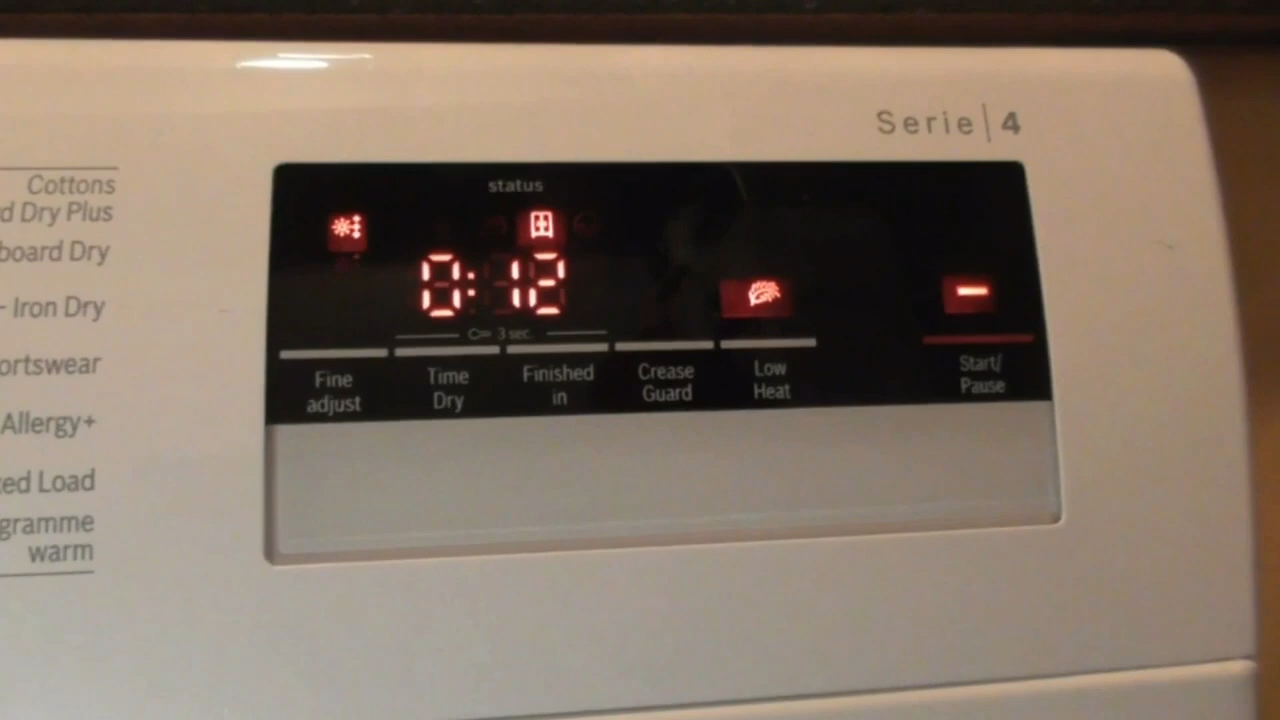 Serie | 4
Cottons
d Dry Plus
board Dry
Iron Dry
ortswear
Allergy+
ed Load
gramme
warm
status
0:12
3 sec.
Fine
adjust
Time
Dry
Finished
in
Crease
Guard
Low
Heat
Start/
Pause